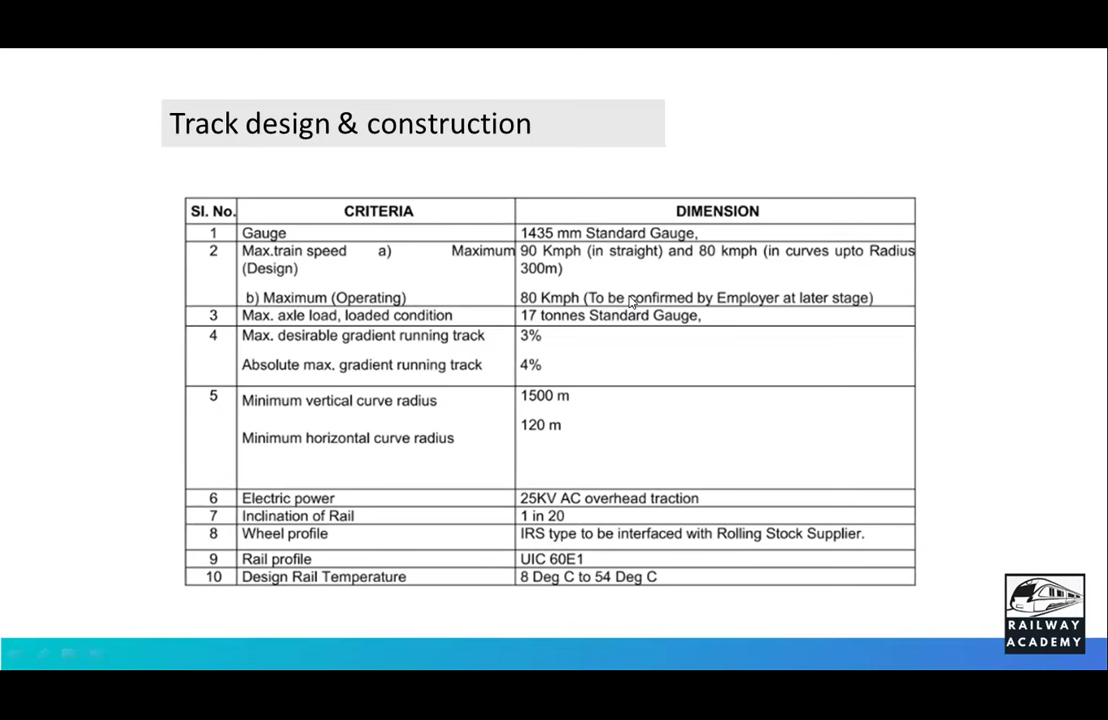 Track design & construction
Sl. No. CRITERIA DIMENSION
1 Gauge 1435 mm Standard Gauge,
2 Max.train speed a) Maximum 90 Kmph (in straight) and 80 kmph (in curves upto Radius
(Design) 300m)
b) Maximum (Operating) 80 Kmph (To be confirmed by Employer at later stage)
3 Max. axle load, loaded condition 17 tonnes Standard Gauge,
4 Max. desirable gradient running track 3%
Absolute max. gradient running track 4%
5 Minimum vertical curve radius 1500 m
Minimum horizontal curve radius 120 m
6 Electric power 25KV AC overhead traction
7 Inclination of Rail 1 in 20
8 Wheel profile IRS type to be interfaced with Rolling Stock Supplier.
9 Rail profile UIC 60E1
10 Design Rail Temperature 8 Deg C to 54 Deg C
RAILWAY
ACADEMY